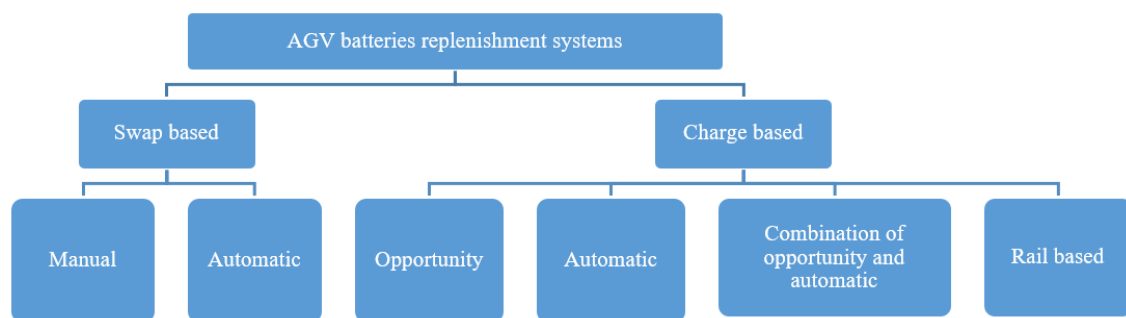 AGV batteries replenishment systems
Swap based
Charge based
Manual
Automatic
Opportunity
Automatic
Combination of
opportunity and
automatic
Rail based